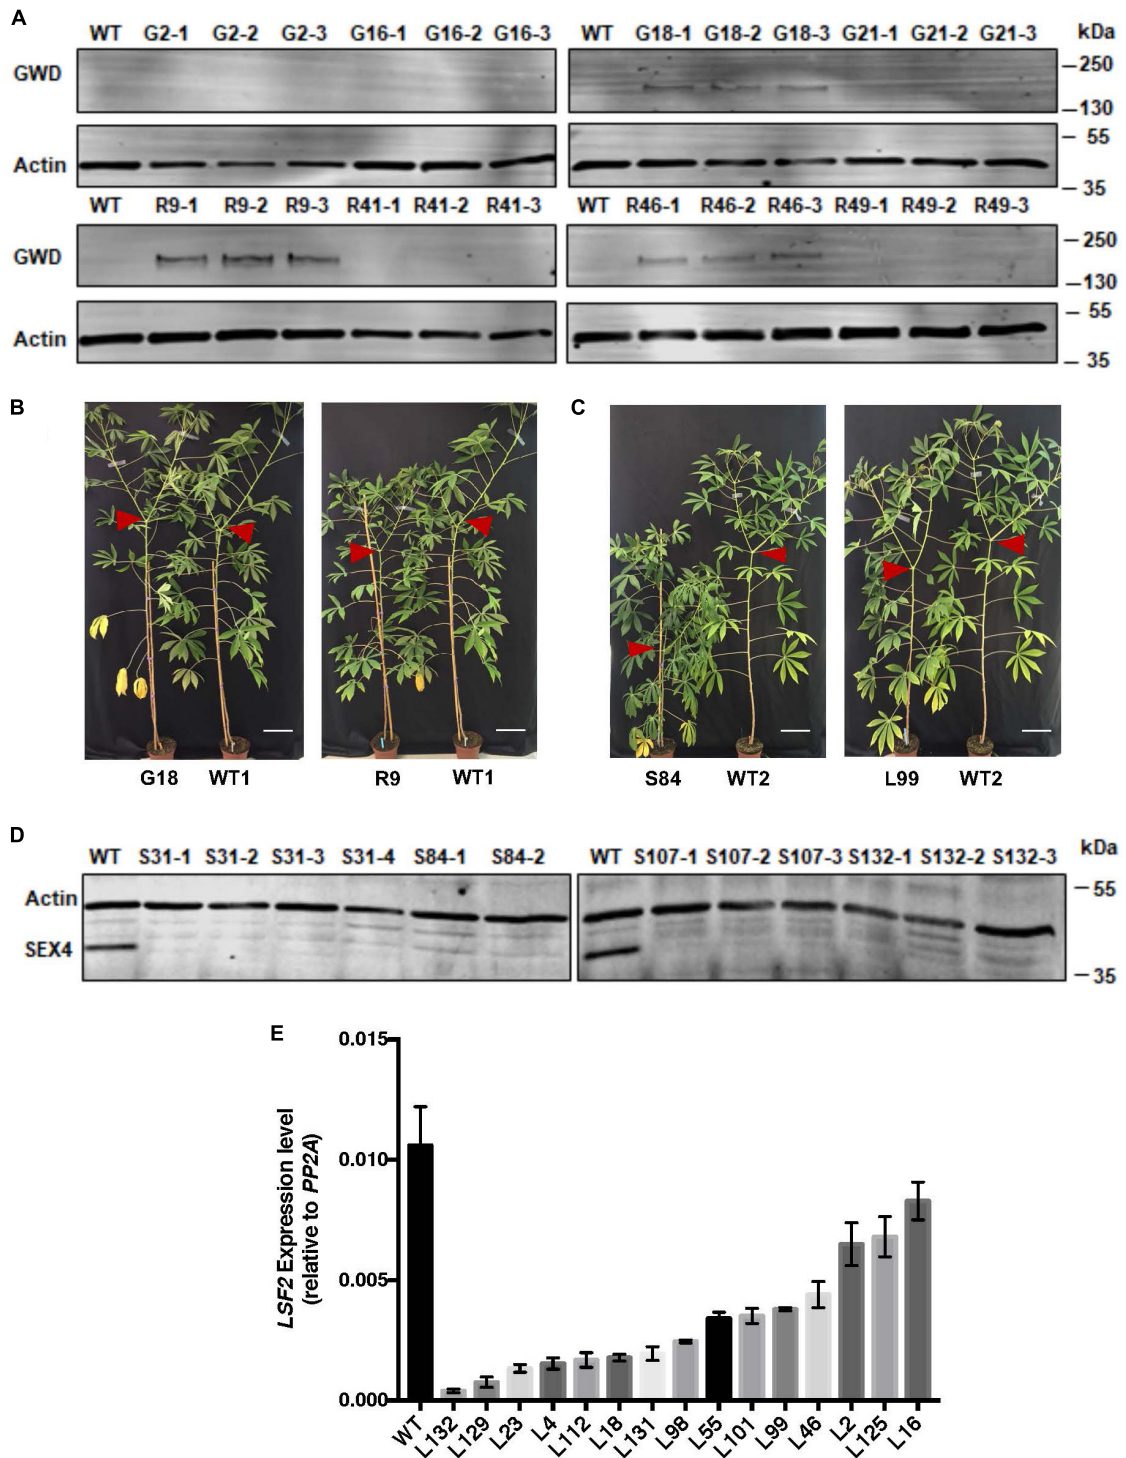 A
WT G2-1 G2-2 G2-3 G16-1 G16-2 G16-3 WT G18-1 G18-2 G18-3 G21-1 G21-2 G21-3 kDa
GWD
250
130
Actin
55
35
WT R9-1 R9-2 R9-3 R41-1 R41-2 R41-3 WT R46-1 R46-2 R46-3 R49-1 R49-2 R49-3
GWD
250
130
Actin
55
35
B
C
G18 WT1 R9 WT1 S84 WT2 L99 WT2
D
WT S31-1 S31-2 S31-3 S31-4 S84-1 S84-2 WT S107-1 S107-2 S107-3 S132-1 S132-2 S132-3 kDa
Actin
55
SEX4
35
E
LSF2 Expression level
(relative to PP2A)
0.015
0.010
0.005
0.000
WT L132 L129 L23 L4 L112 L18 L131 L98 L55 L101 L99 L46 L2 L125 L16